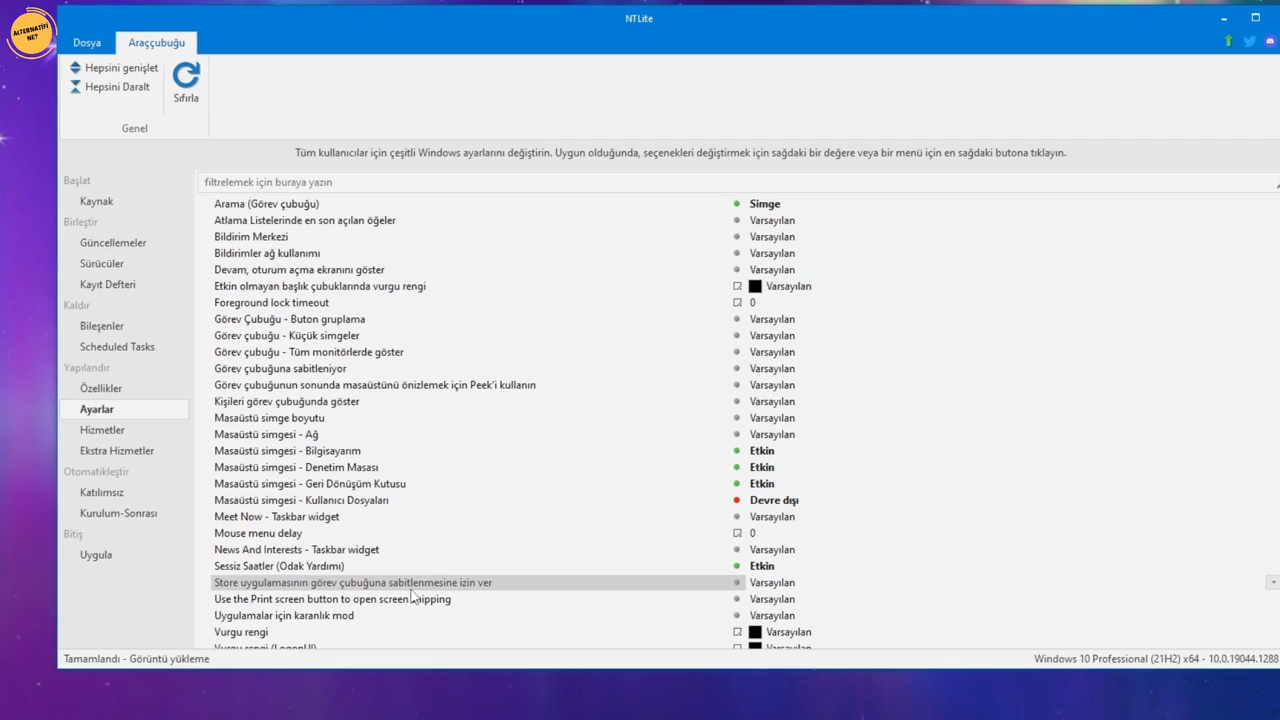 ALTERNATİFİ
NE?
NTLite
Dosya
Araççubuğu
Hepsini genişlet
Hepsini Daralt
Sıfırla
Genel
Tüm kullanıcılar için çeşitli Windows ayarlarını değiştirin. Uygun olduğunda, seçenekleri değiştirmek için sağdaki bir değere veya bir menü için en sağdaki butona tıklayın.
Başlat
Kaynak
Birleştir
Güncellemeler
Sürücüler
Kayıt Defteri
Kaldır
Bileşenler
Scheduled Tasks
Yapılandır
Özellikler
Ayarlar
Hizmetler
Ekstra Hizmetler
Otomatikleştir
Katılımsız
Kurulum-Sonrası
Bitiş
Uygula
filtrelemek için buraya yazın
Arama (Görev çubuğu) Simge
Atlama Listelerinde en son açılan öğeler Varsayılan
Bildirim Merkezi Varsayılan
Bildirimler ağ kullanımı Varsayılan
Devam, oturum açma ekranını göster Varsayılan
Etkin olmayan başlık çubuklarında vurgu rengi Varsayılan
Foreground lock timeout 0
Görev Çubuğu - Buton gruplama Varsayılan
Görev çubuğu - Küçük simgeler Varsayılan
Görev çubuğu - Tüm monitörlerde göster Varsayılan
Görev çubuğuna sabitleniyor Varsayılan
Görev çubuğunun sonunda masaüstünü önizlemek için Peek'i kullanın Varsayılan
Kişileri görev çubuğunda göster Varsayılan
Masaüstü simge boyutu Varsayılan
Masaüstü simgesi - Ağ Varsayılan
Masaüstü simgesi - Bilgisayarım Etkin
Masaüstü simgesi - Denetim Masası Etkin
Masaüstü simgesi - Geri Dönüşüm Kutusu Etkin
Masaüstü simgesi - Kullanıcı Dosyaları Devre dışı
Meet Now - Taskbar widget Varsayılan
Mouse menu delay 0
News And Interests - Taskbar widget Varsayılan
Sessiz Saatler (Odak Yardımı) Etkin
Store uygulamasının görev çubuğuna sabitlenmesine izin ver Varsayılan
Use the Print screen button to open screen snipping Varsayılan
Uygulamalar için karanlık mod Varsayılan
Vurgu rengi Varsayılan
Vurgu rengi (LogonUI) Varsayılan
Tamamlandı - Görüntü yükleme
Windows 10 Professional (21H2) x64 - 10.0.19044.1288